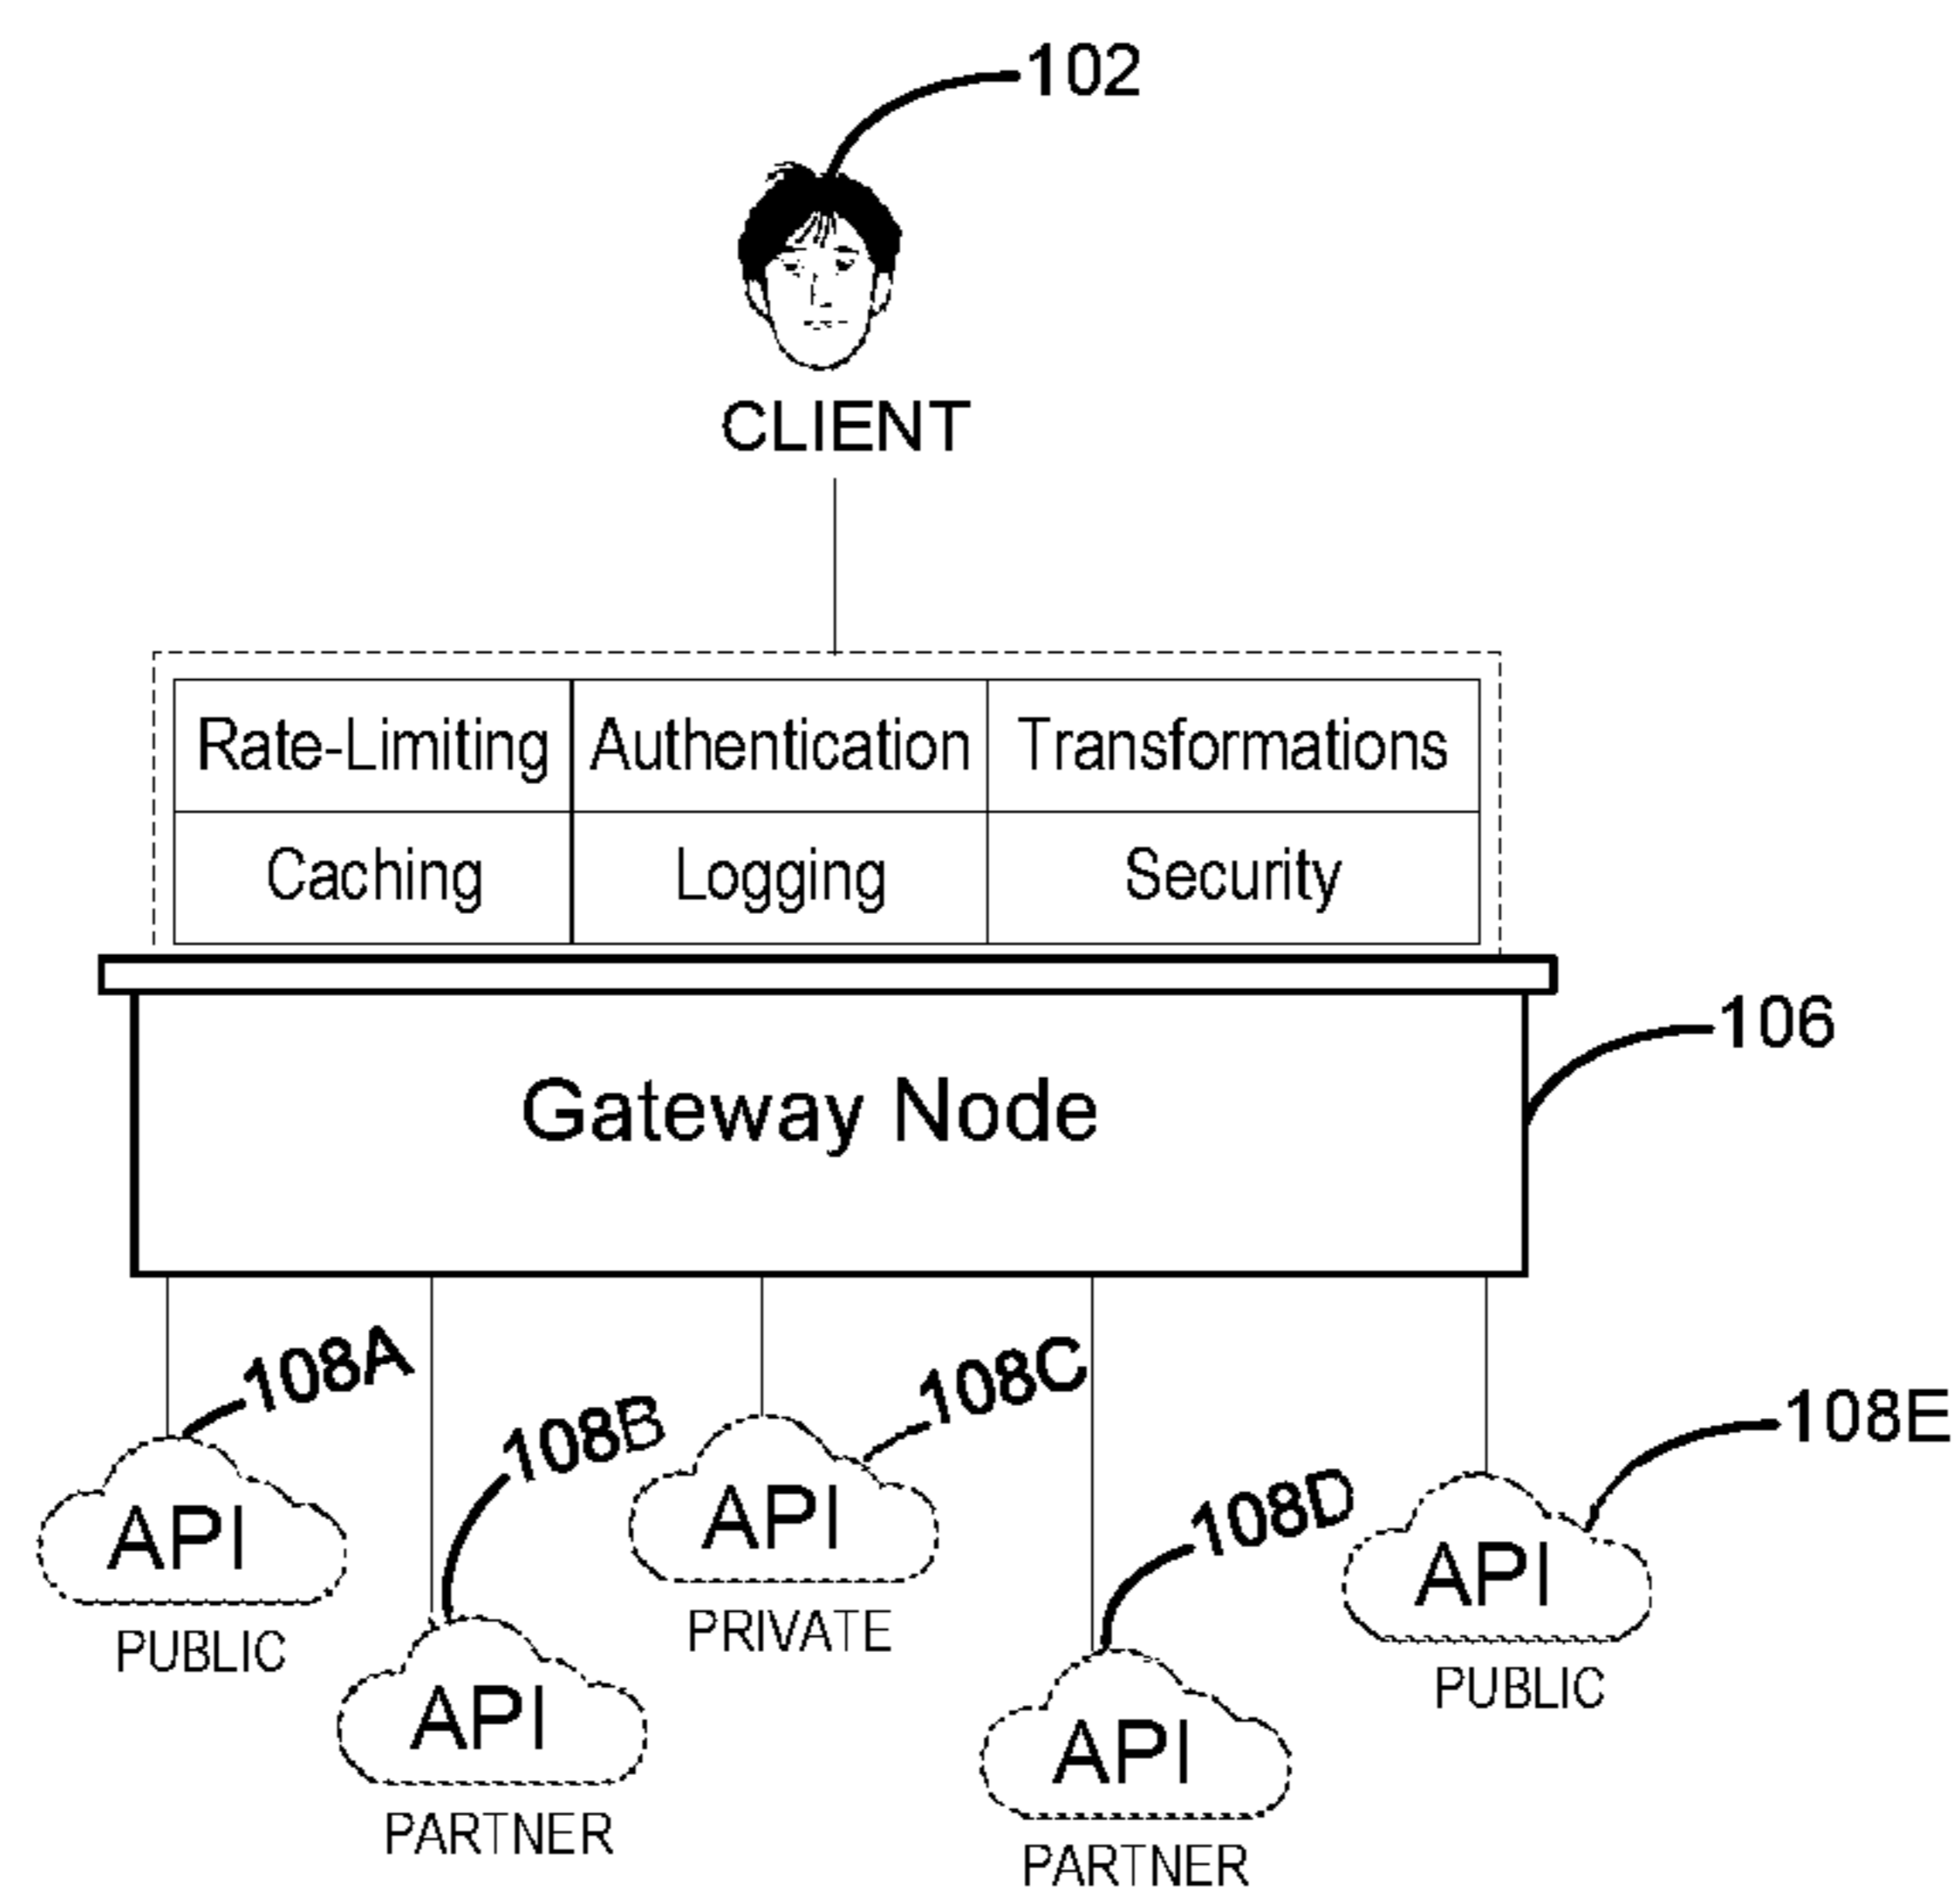 102
CLIENT
Rate-Limiting Authentication Transformations
Caching Logging Security
106
Gateway Node
108A
108B
108C
108D
108E
API
PUBLIC
API
PARTNER
API
PRIVATE
API
PARTNER
API
PUBLIC